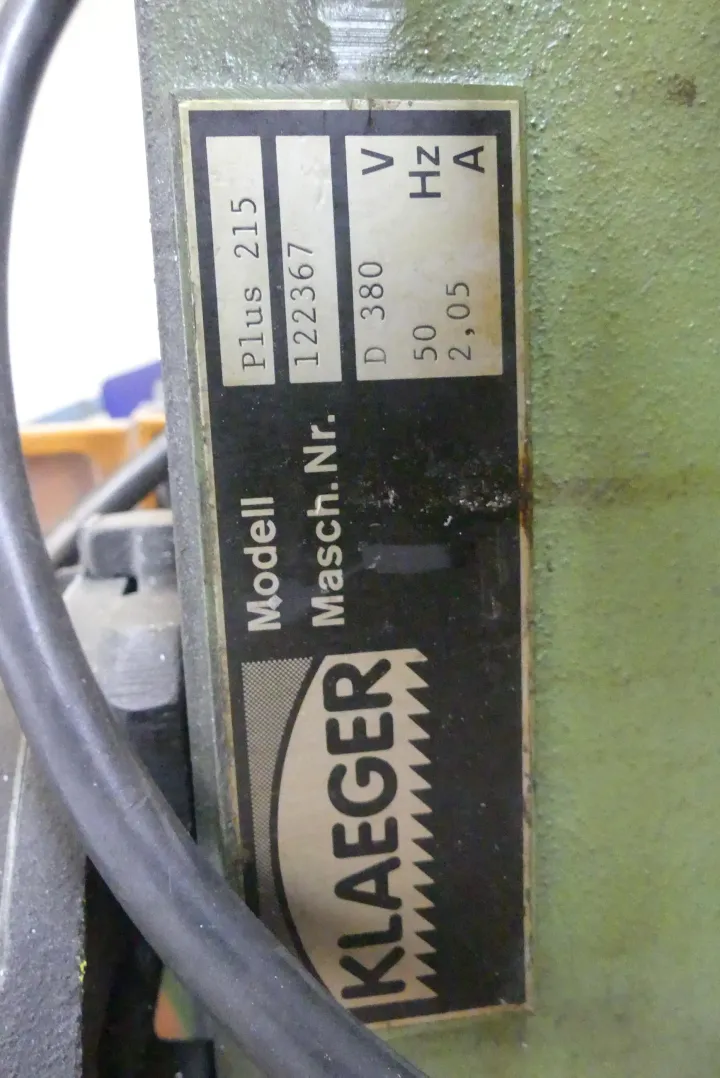 KLAEGER
Modell Plus 215
Masch.Nr. 122367
D 380 V
50 Hz
2,05 A